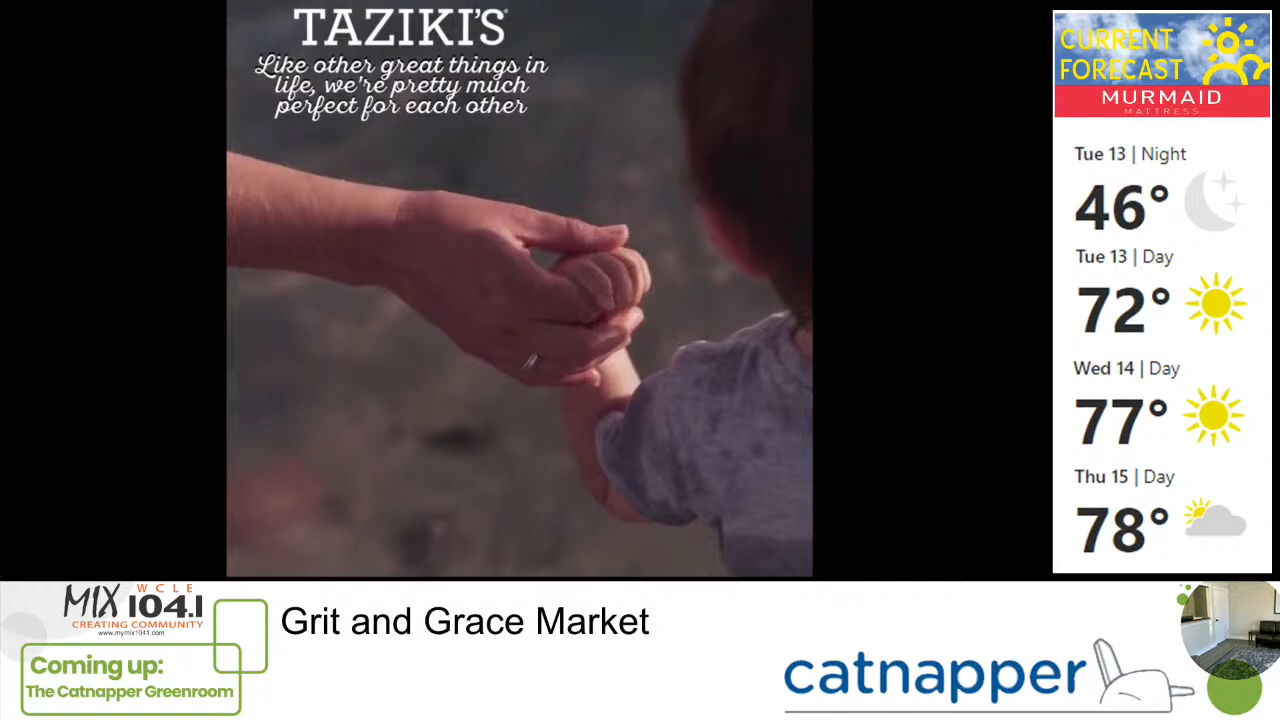 TAZIKI'S
Like other great things in
life, we're pretty much
perfect for each other
CURRENT
FORECAST
MURMAID
MATTRESS
Tue 13 | Night
46°
Tue 13 | Day
72°
Wed 14 | Day
77°
Thu 15 | Day
78°
WCLE
MIX 104.1
CREATING COMMUNITY
www.mymix1041.com
Coming up:
The Catnapper Greenroom
Grit and Grace Market
catnapper